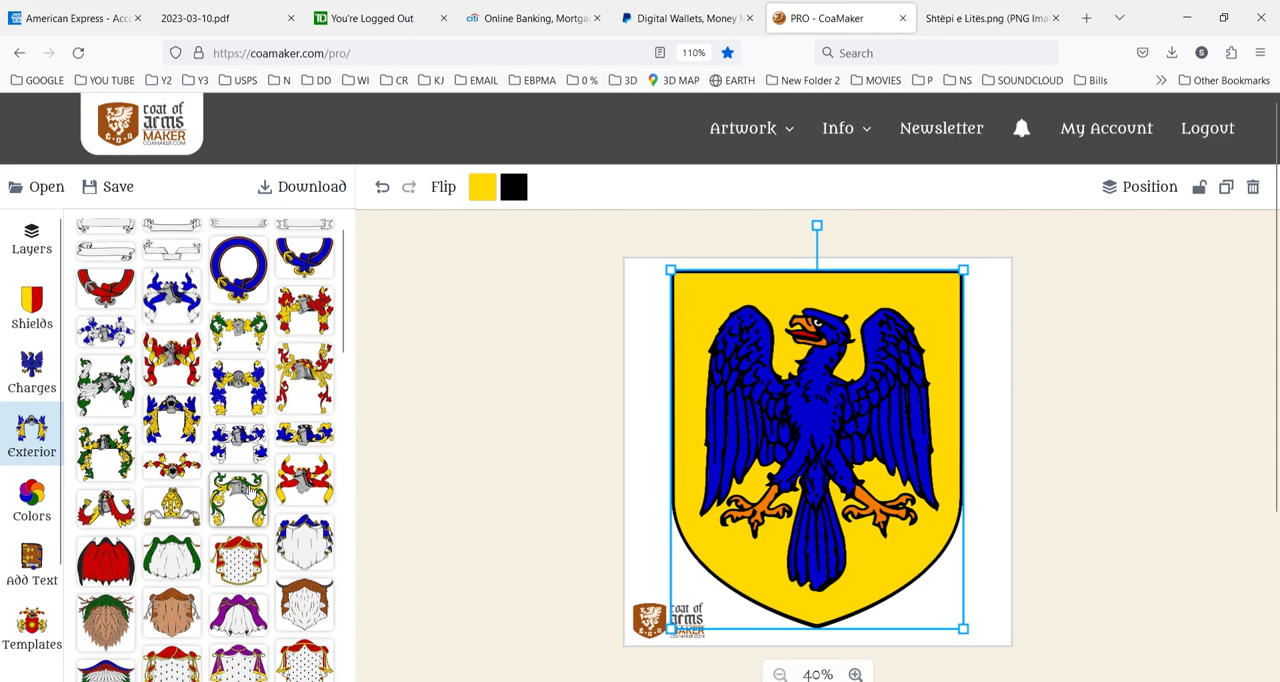 American Express - Acc
2023-03-10.pdf
You're Logged Out
Online Banking, Mortga
Digital Wallets, Money M
PRO - CoaMaker
Shtëpi e Litës.png (PNG Ima
https://coamaker.com/pro/
110%
Search
GOOGLE
YOU TUBE
Y2
Y3
USPS
N
DD
WI
CR
KJ
EMAIL
EBPMA
0 %
3D
3D MAP
EARTH
New Folder 2
MOVIES
P
NS
SOUNDCLOUD
Bills
Other Bookmarks
coat of
arms
MAKER
COAMAKER.COM
Artwork
Info
Newsletter
My Account
Logout
Open
Save
Download
Flip
Position
Layers
Shields
Charges
Exterior
Colors
Add Text
Templates
coat of
arms
MAKER
COAMAKER.COM
40%